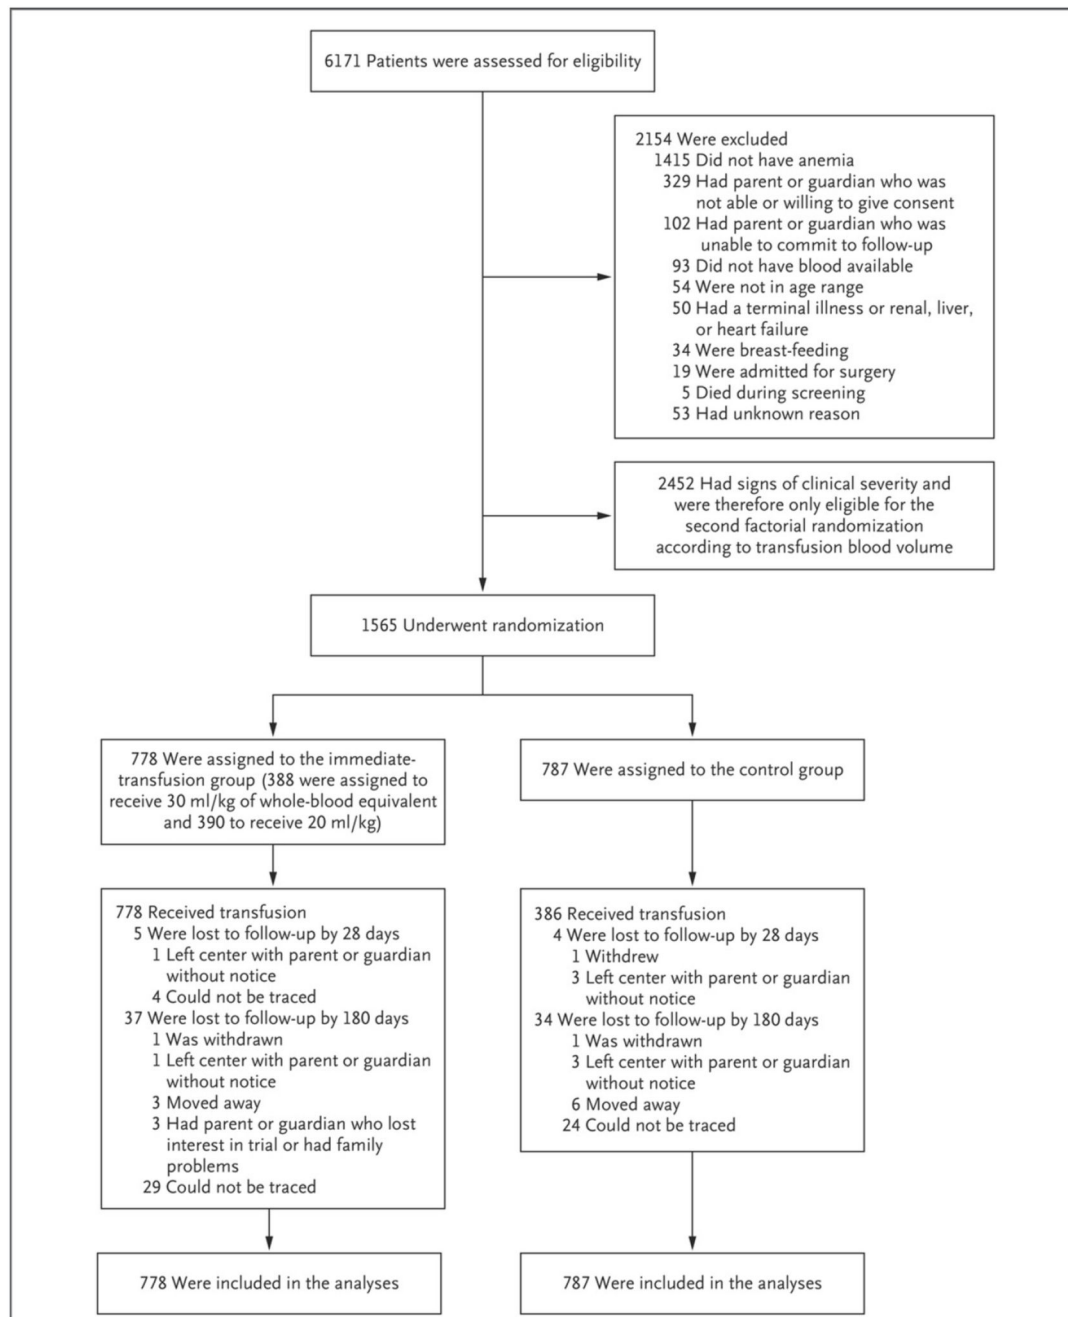 6171 Patients were assessed for eligibility
2154 Were excluded
1415 Did not have anemia
329 Had parent or guardian who was
not able or willing to give consent
102 Had parent or guardian who was
unable to commit to follow-up
93 Did not have blood available
54 Were not in age range
50 Had a terminal illness or renal, liver,
or heart failure
34 Were breast-feeding
19 Were admitted for surgery
5 Died during screening
53 Had unknown reason
2452 Had signs of clinical severity and
were therefore only eligible for the
second factorial randomization
according to transfusion blood volume
1565 Underwent randomization
778 Were assigned to the immediate-
transfusion group (388 were assigned to
receive 30 ml/kg of whole-blood equivalent
and 390 to receive 20 ml/kg)
787 Were assigned to the control group
778 Received transfusion
5 Were lost to follow-up by 28 days
1 Left center with parent or guardian
without notice
4 Could not be traced
37 Were lost to follow-up by 180 days
1 Was withdrawn
1 Left center with parent or guardian
without notice
3 Moved away
3 Had parent or guardian who lost
interest in trial or had family
problems
29 Could not be traced
386 Received transfusion
4 Were lost to follow-up by 28 days
1 Withdrew
3 Left center with parent or guardian
without notice
34 Were lost to follow-up by 180 days
1 Was withdrawn
3 Left center with parent or guardian
without notice
6 Moved away
24 Could not be traced
778 Were included in the analyses
787 Were included in the analyses